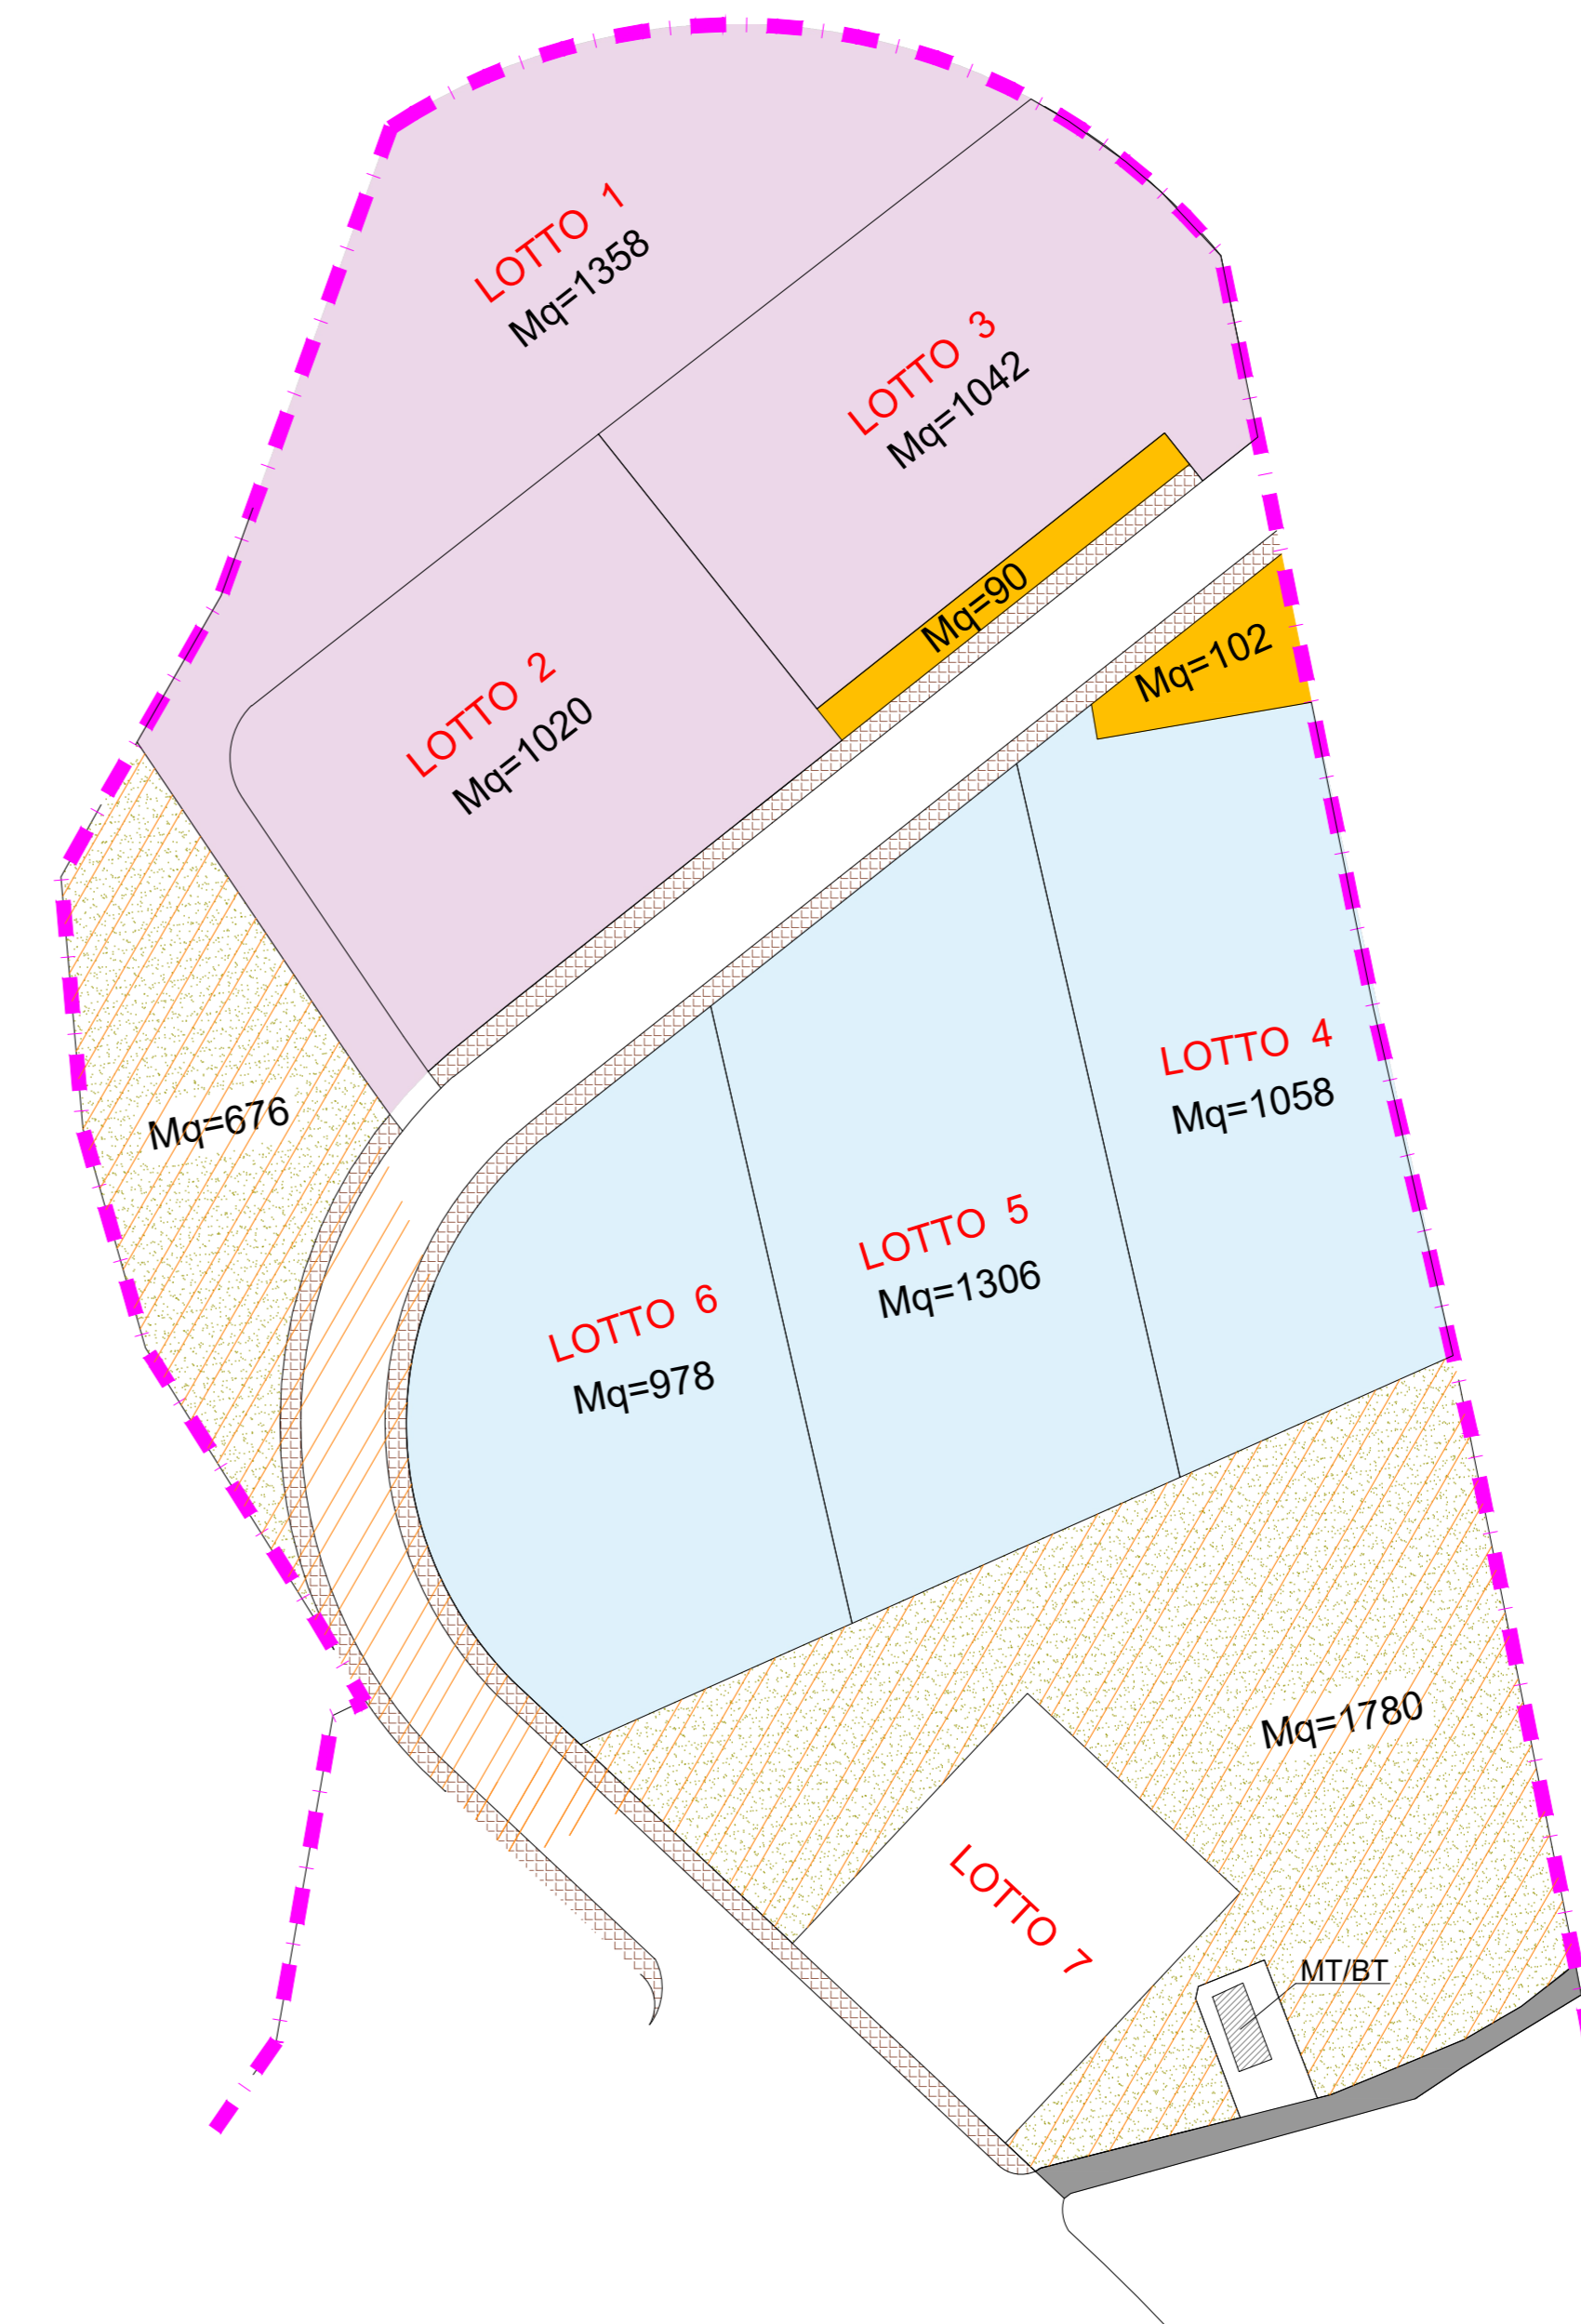 LOTTO 1
Mq=1358
LOTTO 3
Mq=1042
Mq=90
Mq=102
LOTTO 2
Mq=1020
LOTTO 4
Mq=1058
Mq=676
LOTTO 5
Mq=1306
LOTTO 6
Mq=978
Mq=1780
LOTTO 7
MT/BT